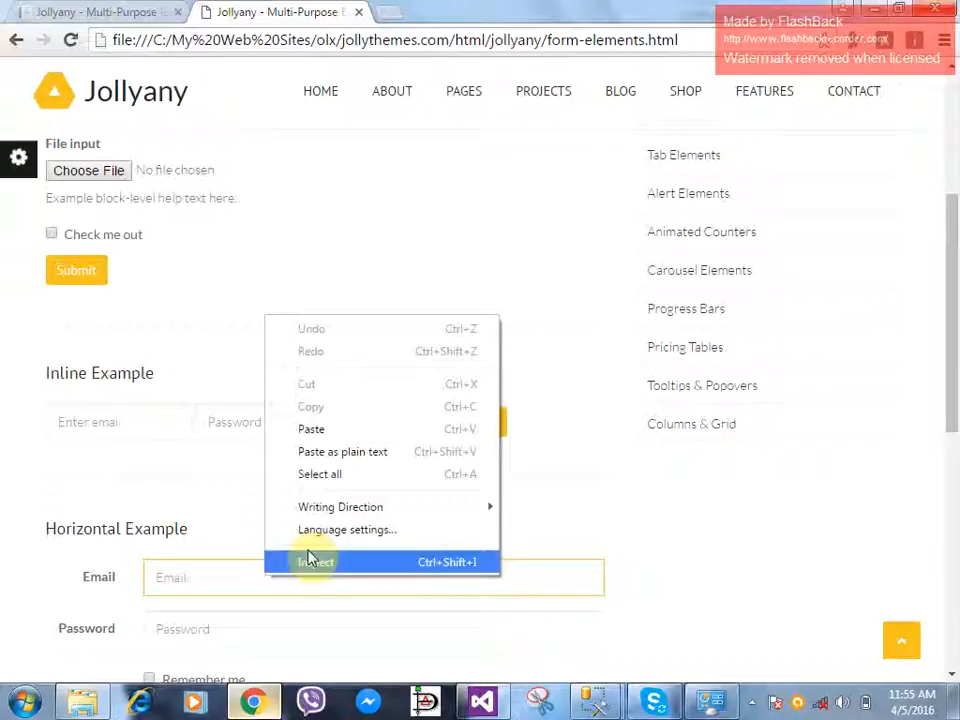 Jollyany - Multi-Purpose
Jollyany - Multi-Purpose E
Made by FlashBack
http://www.flashbackrecorder.com/
Watermark removed when licensed
file:///C:/My%20Web%20Sites/olx/jollythemes.com/html/jollyany/form-elements.html
Jollyany
HOME ABOUT PAGES PROJECTS BLOG SHOP FEATURES CONTACT
File input
Choose File No file chosen
Example block-level help text here.
Check me out
Submit
Tab Elements
Alert Elements
Animated Counters
Carousel Elements
Progress Bars
Pricing Tables
Tooltips & Popovers
Columns & Grid
Undo Ctrl+Z
Redo Ctrl+Shift+Z
Cut Ctrl+X
Copy Ctrl+C
Paste Ctrl+V
Paste as plain text Ctrl+Shift+V
Select all Ctrl+A
Writing Direction
Language settings...
Inspect Ctrl+Shift+I
Inline Example
Enter email Password
Horizontal Example
Email Email
Password Password
Remember me
11:55 AM
4/5/2016